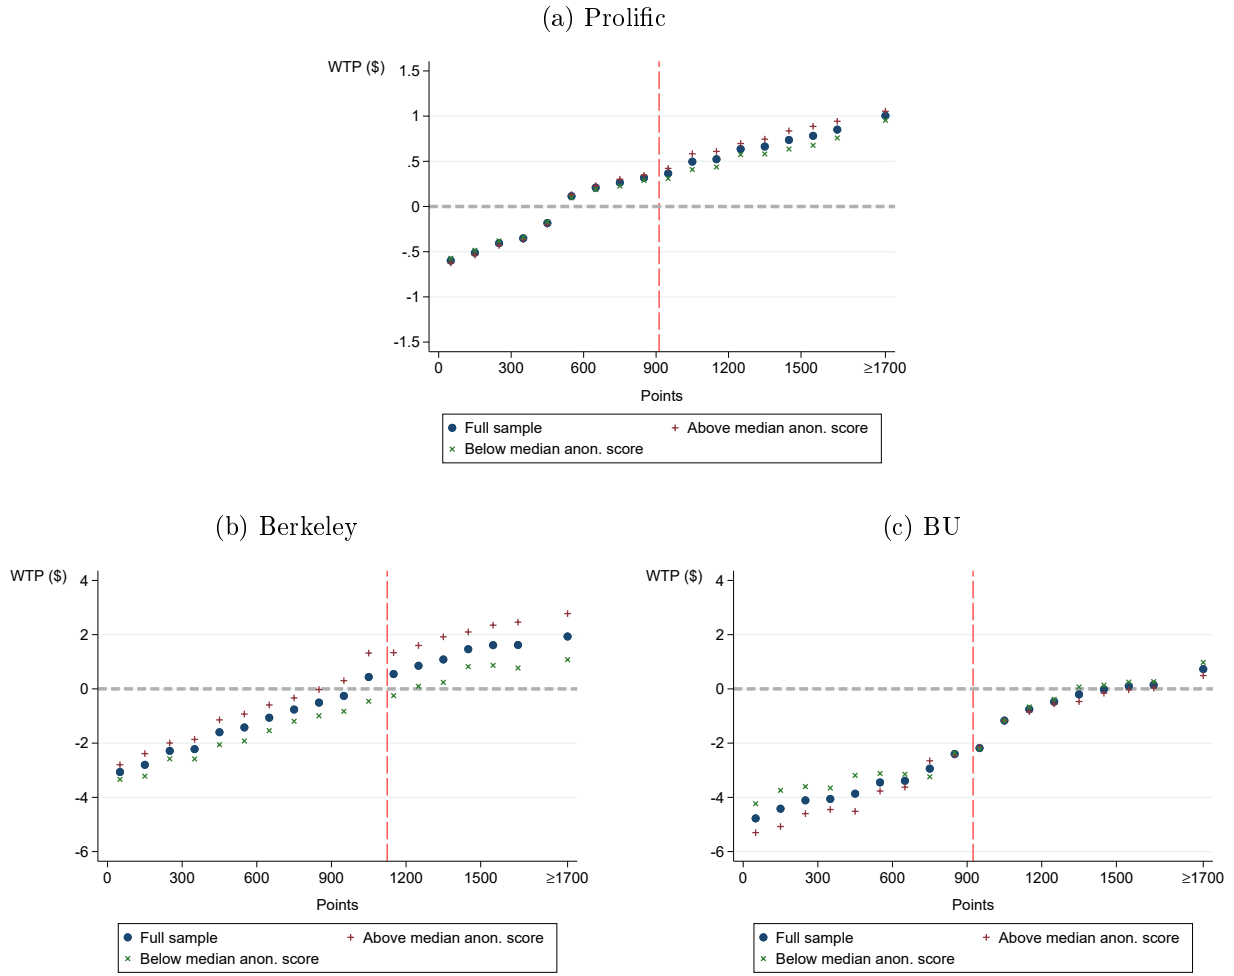 (a) Prolific
WTP ($)
1.5
1
.5
0
-.5
-1
-1.5
0 300 600 900 1200 1500 ≥1700
Points
Full sample Above median anon. score
Below median anon. score
(b) Berkeley
WTP ($)
4
2
0
-2
-4
-6
0 300 600 900 1200 1500 ≥1700
Points
Full sample Above median anon. score
Below median anon. score
(c) BU
WTP ($)
4
2
0
-2
-4
-6
0 300 600 900 1200 1500 ≥1700
Points
Full sample Above median anon. score
Below median anon. score